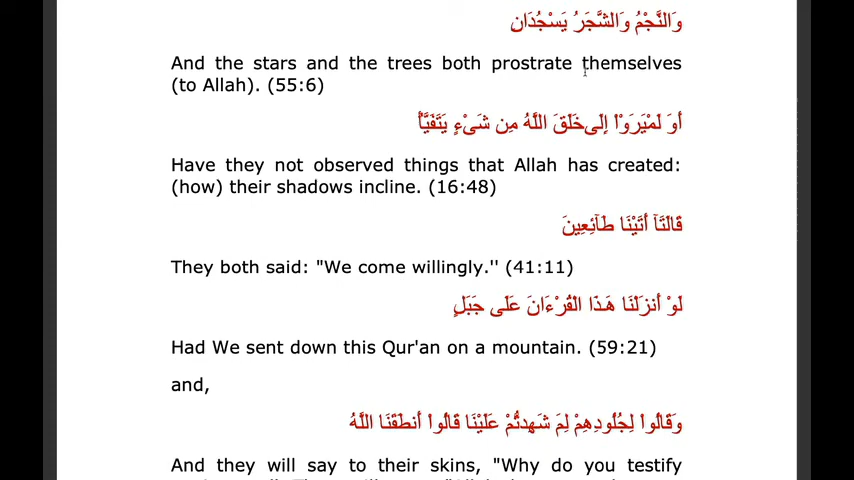 وَالنَّجْمُ وَالشَّجَرُ يَسْجُدَانِ
And the stars and the trees both prostrate themselves
(to Allah). (55:6)
أَوَ لَمْيَرَوْاْ إِلَىخَلَقَ اللَّهُ مِن شَىْءٍ يَتَفَيَّأُ
Have they not observed things that Allah has created:
(how) their shadows incline. (16:48)
قَالَتَآ أَتَيْنَا طَآئِعِينَ
They both said: "We come willingly.'' (41:11)
لَوْ أَنزَلْنَا هَـذَا الْقُرْءَانَ عَلَى جَبَلٍ
Had We sent down this Qur'an on a mountain. (59:21)
and,
وَقَالُواْ لِجُلُودِهِمْ لِمَ شَهِدتُّمْ عَلَيْنَا قَالُواْ أَنطَقَنَا اللَّهُ
And they will say to their skins, "Why do you testify